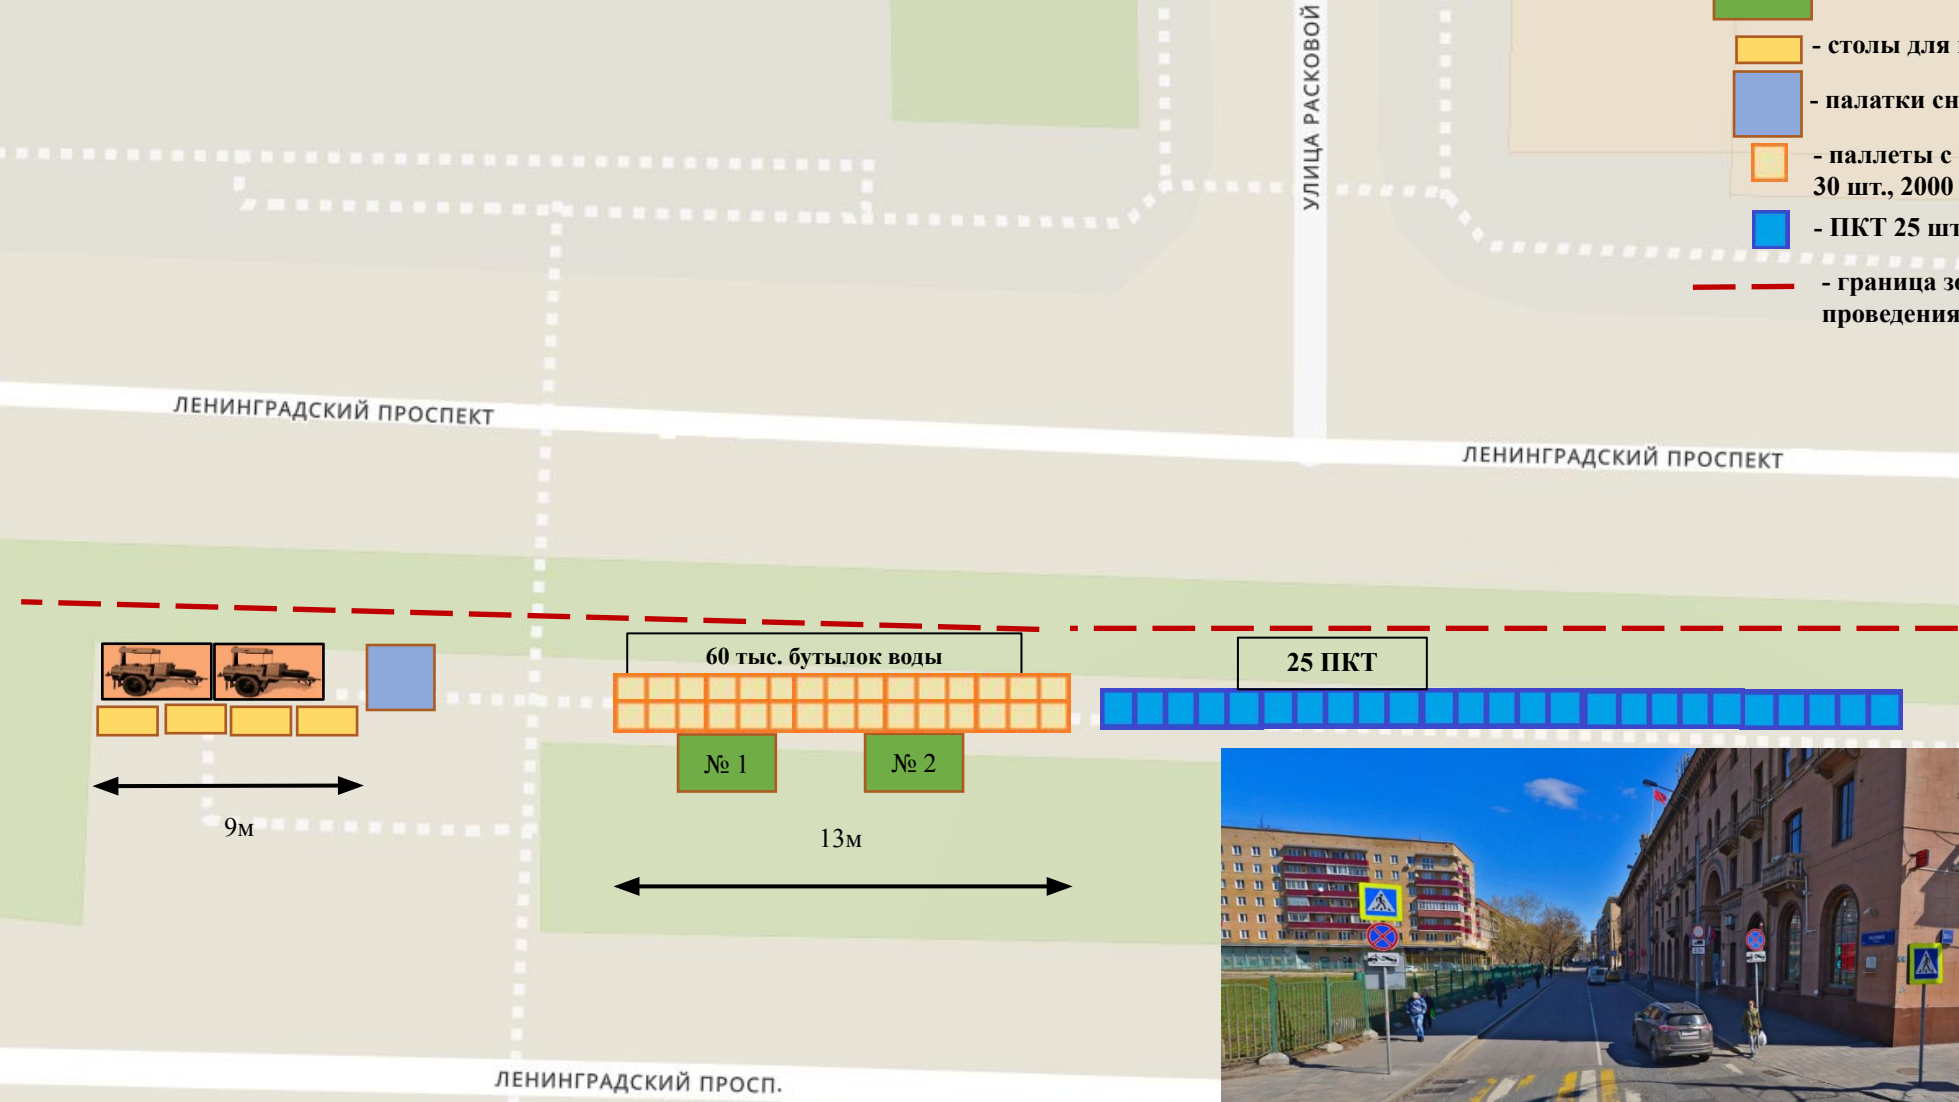 УЛИЦА РАСКОВОЙ
- столы для
- палатки сн
- паллеты с
30 шт., 2000
- ПКТ 25 шт
- граница зо
проведения
ЛЕНИНГРАДСКИЙ ПРОСПЕКТ
ЛЕНИНГРАДСКИЙ ПРОСПЕКТ
60 тыс. бутылок воды
25 ПКТ
№ 1
№ 2
9м
13м
ЛЕНИНГРАДСКИЙ ПРОСП.